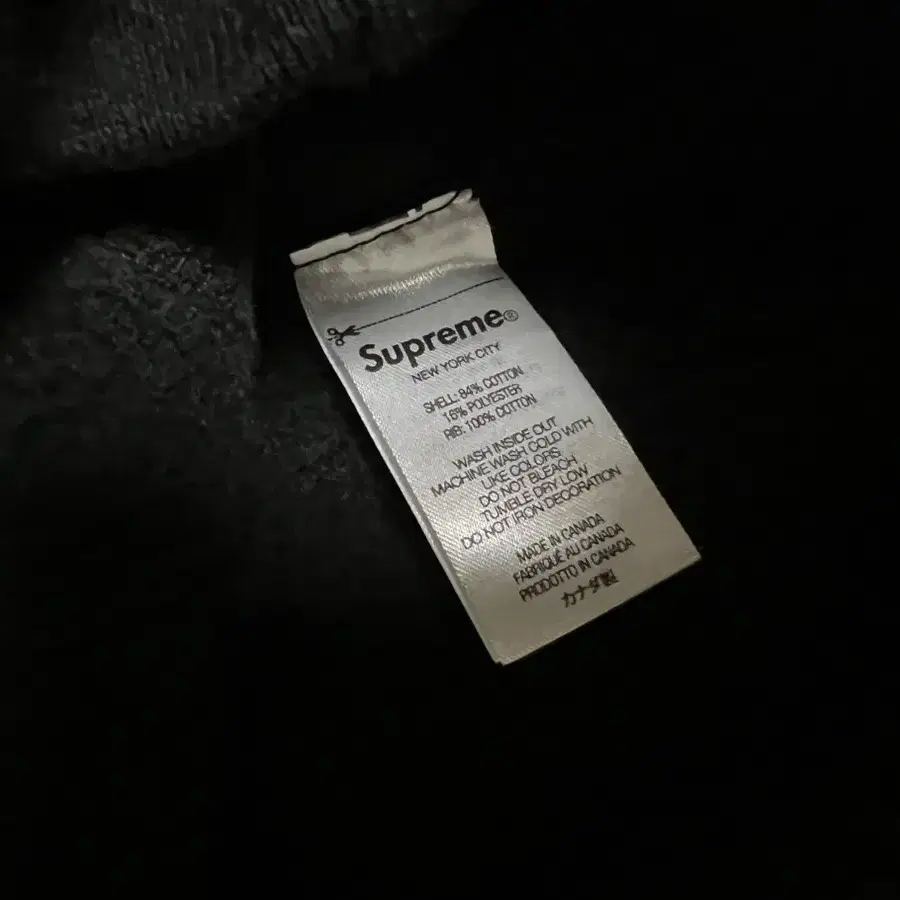 Supreme®
NEW YORK CITY
SHELL: 84% COTTON
16% POLYESTER
RIB: 100% COTTON
WASH INSIDE OUT
MACHINE WASH COLD WITH
LIKE COLORS
DO NOT BLEACH
TUMBLE DRY LOW
DO NOT IRON DECORATION
MADE IN CANADA
FABRIQUÉ AU CANADA
PRODOTTO IN CANADA
カナダ製